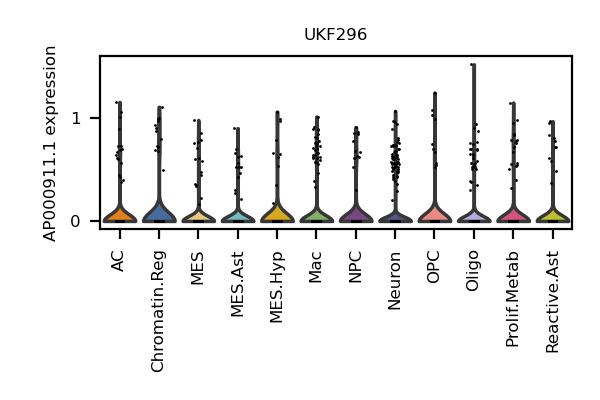 UKF296
AP000911.1 expression
1
0
AC
Chromatin.Reg
MES
MES.Ast
MES.Hyp
Mac
NPC
Neuron
OPC
Oligo
Prolif.Metab
Reactive.Ast